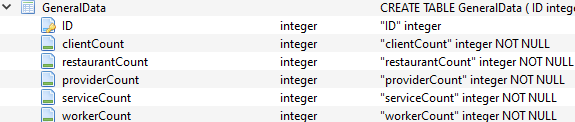 GeneralData CREATE TABLE GeneralData ( ID integ
ID integer "ID" integer
clientCount integer "clientCount" integer NOT NULL
restaurantCount integer "restaurantCount" integer NOT NULL
providerCount integer "providerCount" integer NOT NULL
serviceCount integer "serviceCount" integer NOT NULL
workerCount integer "workerCount" integer NOT NULL